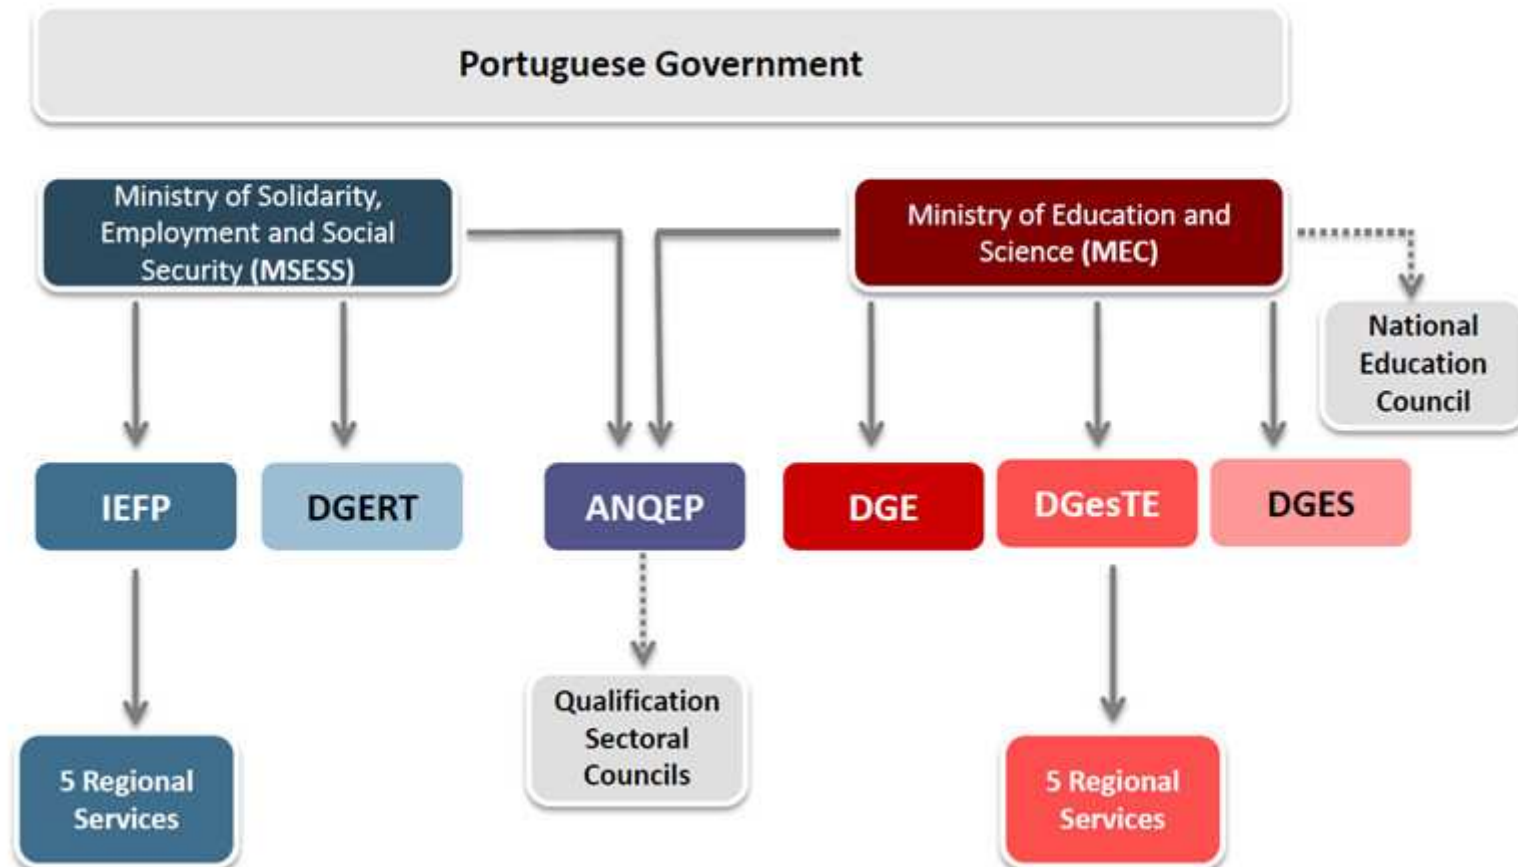 Portuguese Government
Ministry of Solidarity,
Employment and Social
Security (MSESS)
Ministry of Education and
Science (MEC)
National
Education
Council
IEFP
DGERT
ANQEP
DGE
DGesTE
DGES
Qualification
Sectoral
Councils
5 Regional
Services
5 Regional
Services